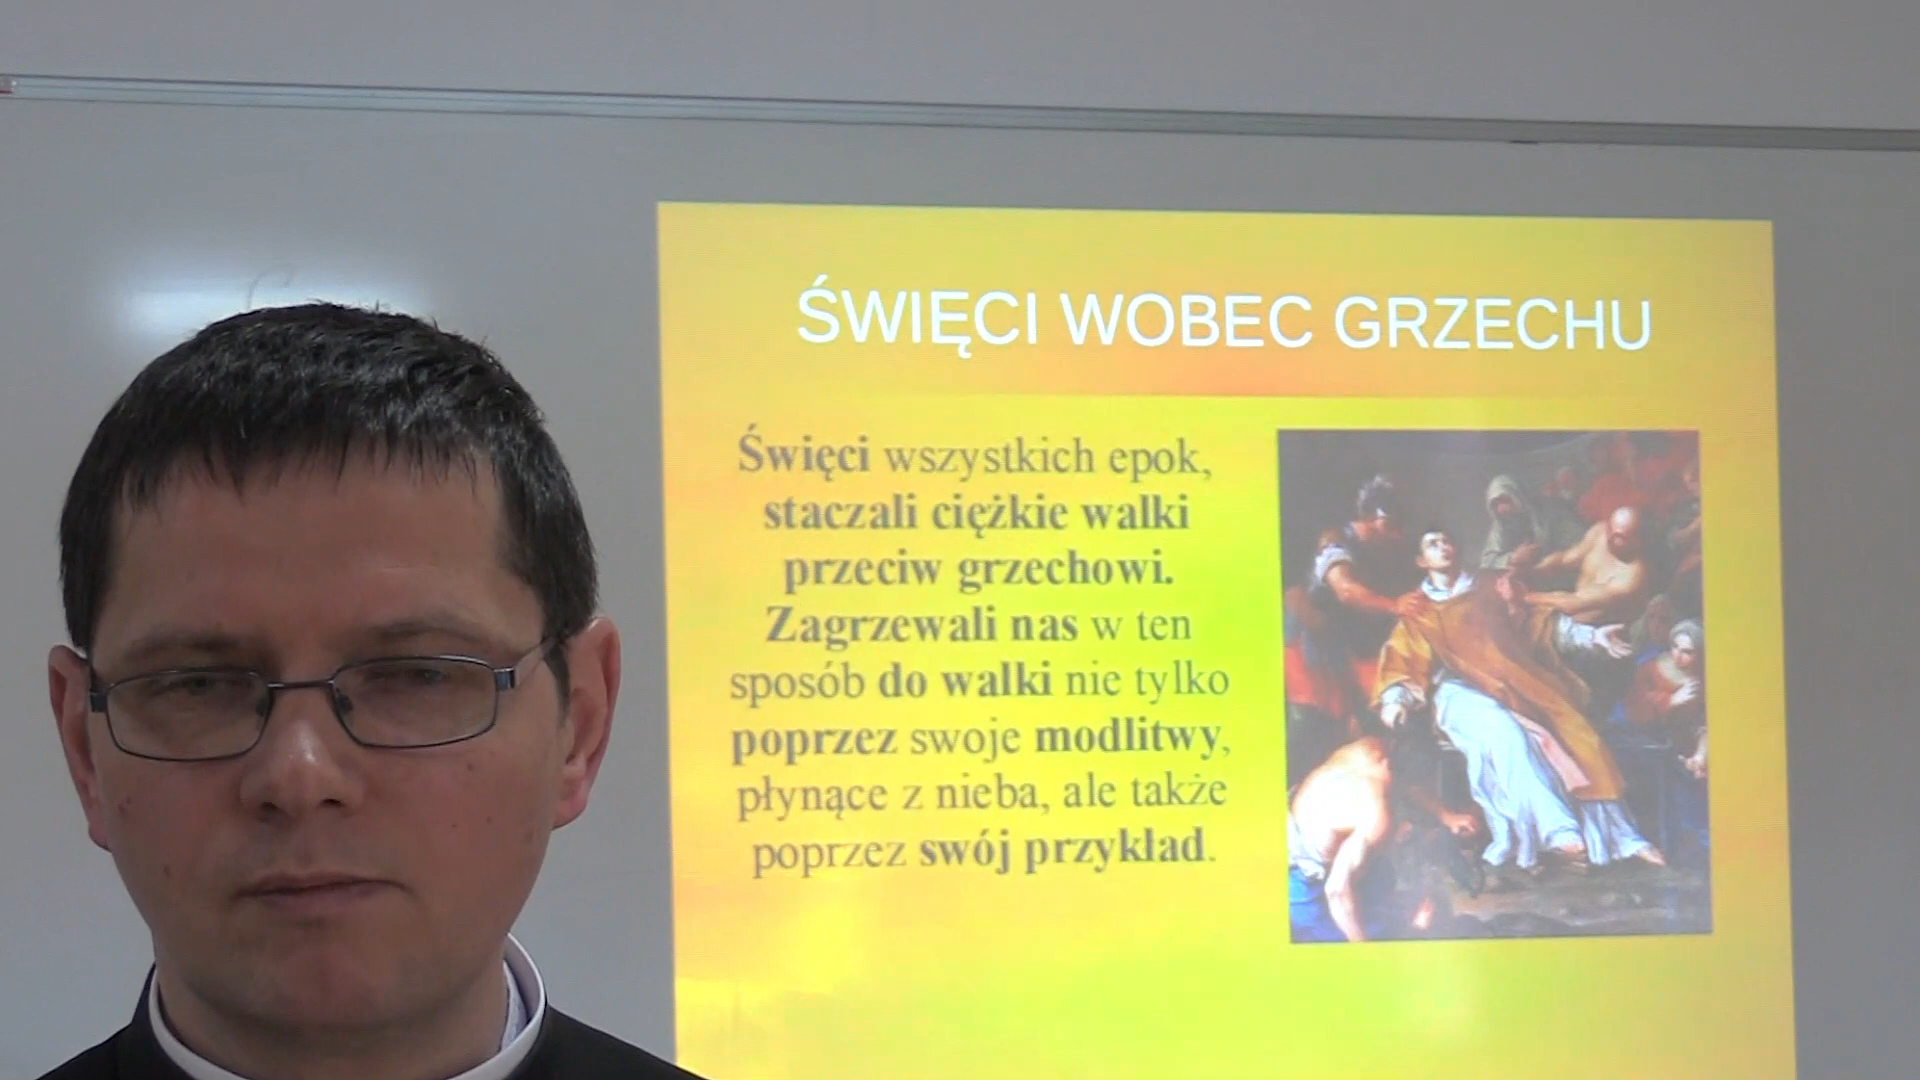 ŚWIĘCI WOBEC GRZECHU
Święci wszystkich epok,
staczali ciężkie walki
przeciw grzechowi.
Zagrzewali nas w ten
sposób do walki nie tylko
poprzez swoje modlitwy,
płynące z nieba, ale także
poprzez swój przykład.